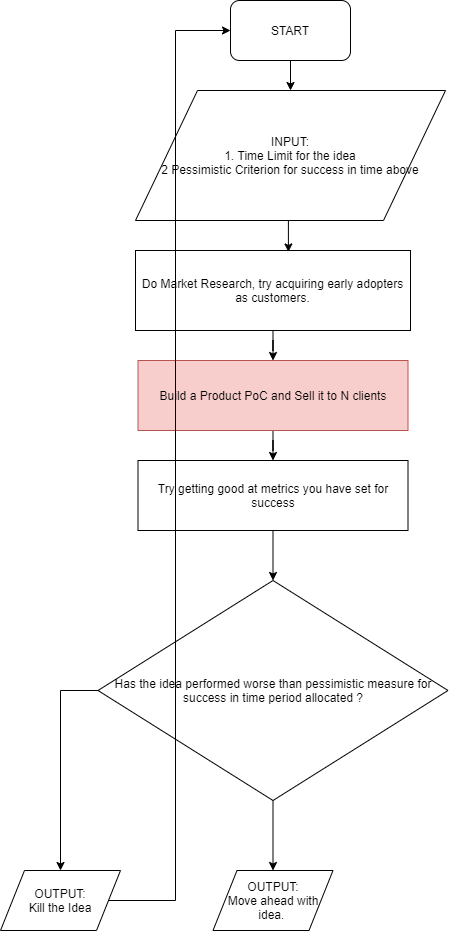 START
INPUT:
1. Time Limit for the idea
2 Pessimistic Criterion for success in time above
Do Market Research, try acquiring early adopters
as customers.
Build a Product PoC and Sell it to N clients
Try getting good at metrics you have set for
success
Has the idea performed worse than pessimistic measure for
success in time period allocated ?
OUTPUT:
Kill the Idea
OUTPUT:
Move ahead with
idea.